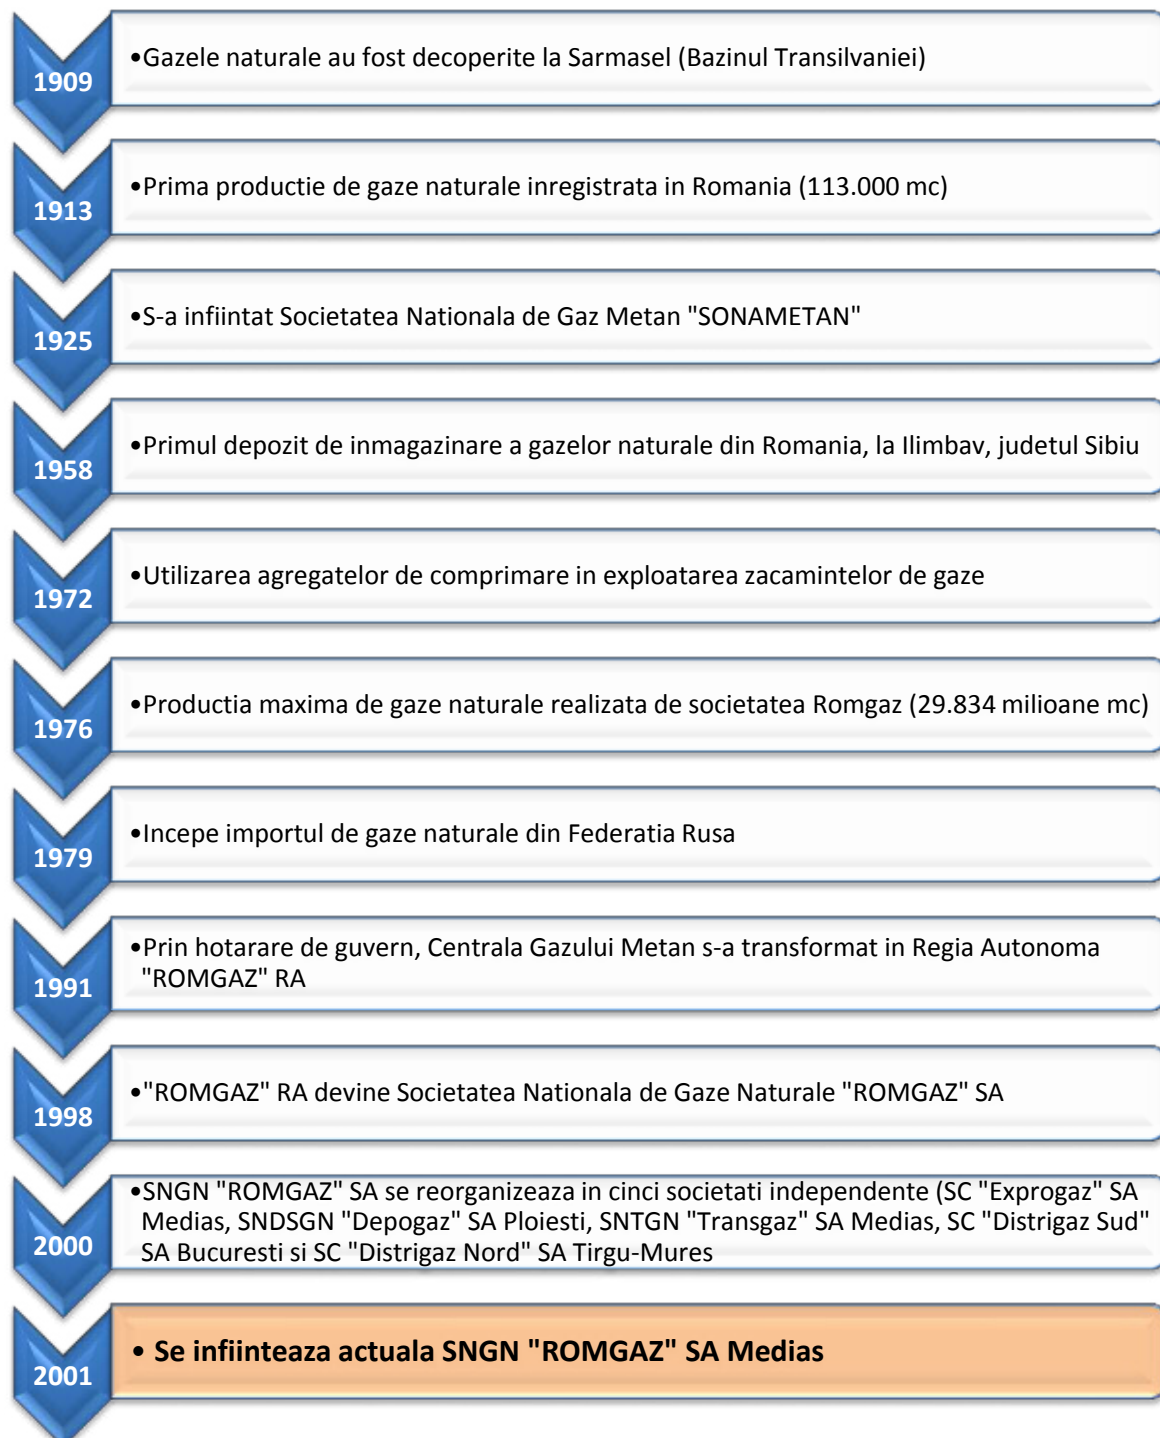 1909
•Gazele naturale au fost decoperite la Sarmasel (Bazinul Transilvaniei)
1913
•Prima productie de gaze naturale inregistrata in Romania (113.000 mc)
1925
•S-a infiintat Societatea Nationala de Gaz Metan "SONAMETAN"
1958
•Primul depozit de inmagazinare a gazelor naturale din Romania, la Ilimbav, judetul Sibiu
1972
•Utilizarea agregatelor de comprimare in exploatarea zacamintelor de gaze
1976
•Productia maxima de gaze naturale realizata de societatea Romgaz (29.834 milioane mc)
1979
•Incepe importul de gaze naturale din Federatia Rusa
1991
•Prin hotarare de guvern, Centrala Gazului Metan s-a transformat in Regia Autonoma
"ROMGAZ" RA
1998
•"ROMGAZ" RA devine Societatea Nationala de Gaze Naturale "ROMGAZ" SA
2000
•SNGN "ROMGAZ" SA se reorganizeaza in cinci societati independente (SC "Exprogaz" SA
Medias, SNDSGN "Depogaz" SA Ploiesti, SNTGN "Transgaz" SA Medias, SC "Distrigaz Sud"
SA Bucuresti si SC "Distrigaz Nord" SA Tirgu-Mures
2001
• Se infiinteaza actuala SNGN "ROMGAZ" SA Medias